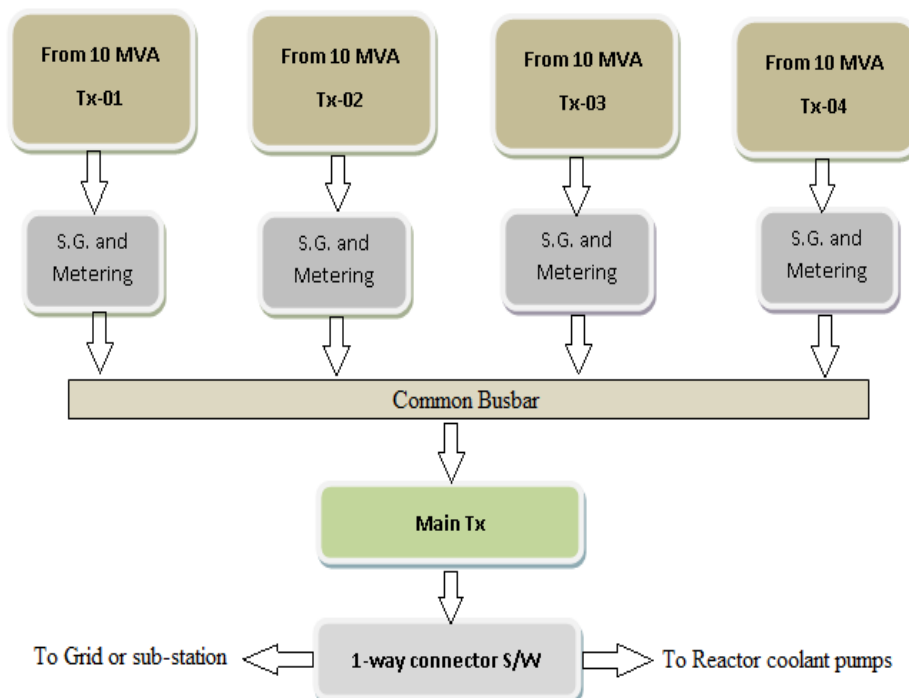 From 10 MVA
Tx-01
From 10 MVA
Tx-02
From 10 MVA
Tx-03
From 10 MVA
Tx-04
S.G. and
Metering
S.G. and
Metering
S.G. and
Metering
S.G. and
Metering
Common Busbar
Main Tx
To Grid or sub-station
1-way connector S/W
To Reactor coolant pumps